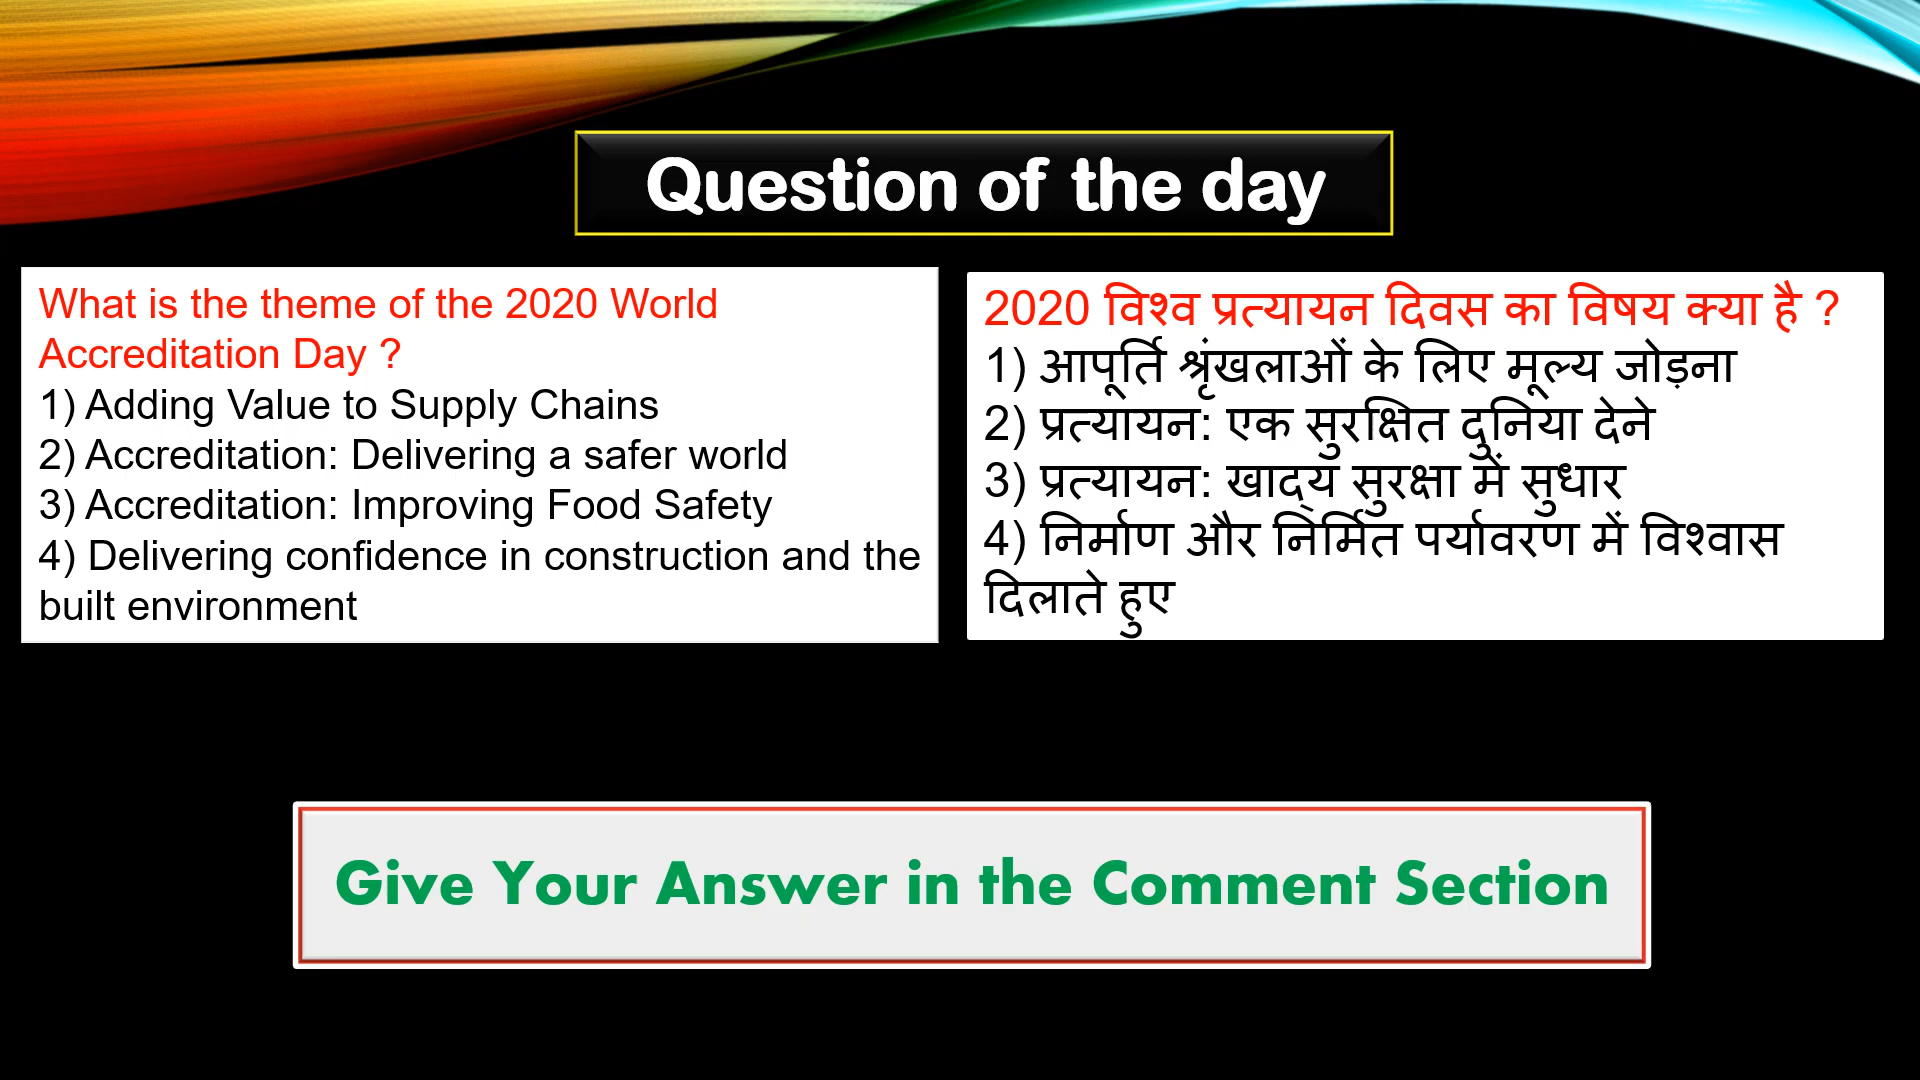 Question of the day
What is the theme of the 2020 World
Accreditation Day ?
1) Adding Value to Supply Chains
2) Accreditation: Delivering a safer world
3) Accreditation: Improving Food Safety
4) Delivering confidence in construction and the
built environment
2020 विश्व प्रत्यायन दिवस का विषय क्या है ?
1) आपूर्ति श्रृंखलाओं के लिए मूल्य जोड़ना
2) प्रत्यायन: एक सुरक्षित दुनिया देने
3) प्रत्यायन: खाद्य सुरक्षा में सुधार
4) निर्माण और निर्मित पर्यावरण में विश्वास
दिलाते हुए
Give Your Answer in the Comment Section